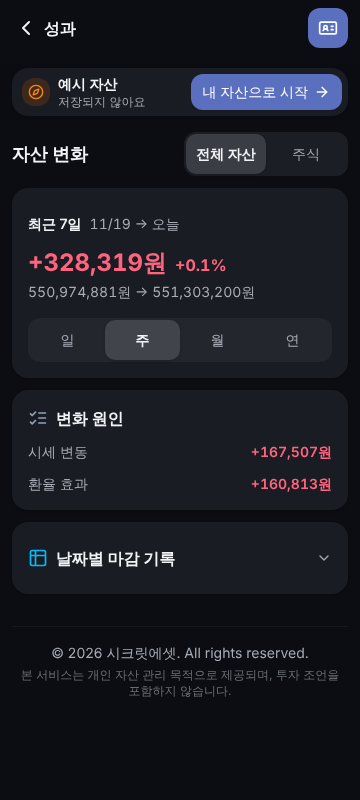 성과
예시 자산
저장되지 않아요
내 자산으로 시작 →
자산 변화
전체 자산
주식
최근 7일 11/19 → 오늘
+328,319원 +0.1%
550,974,881원 → 551,303,200원
일
주
월
연
변화 원인
시세 변동 +167,507원
환율 효과 +160,813원
날짜별 마감 기록
© 2026 시크릿에셋. All rights reserved.
본 서비스는 개인 자산 관리 목적으로 제공되며, 투자 조언을
포함하지 않습니다.